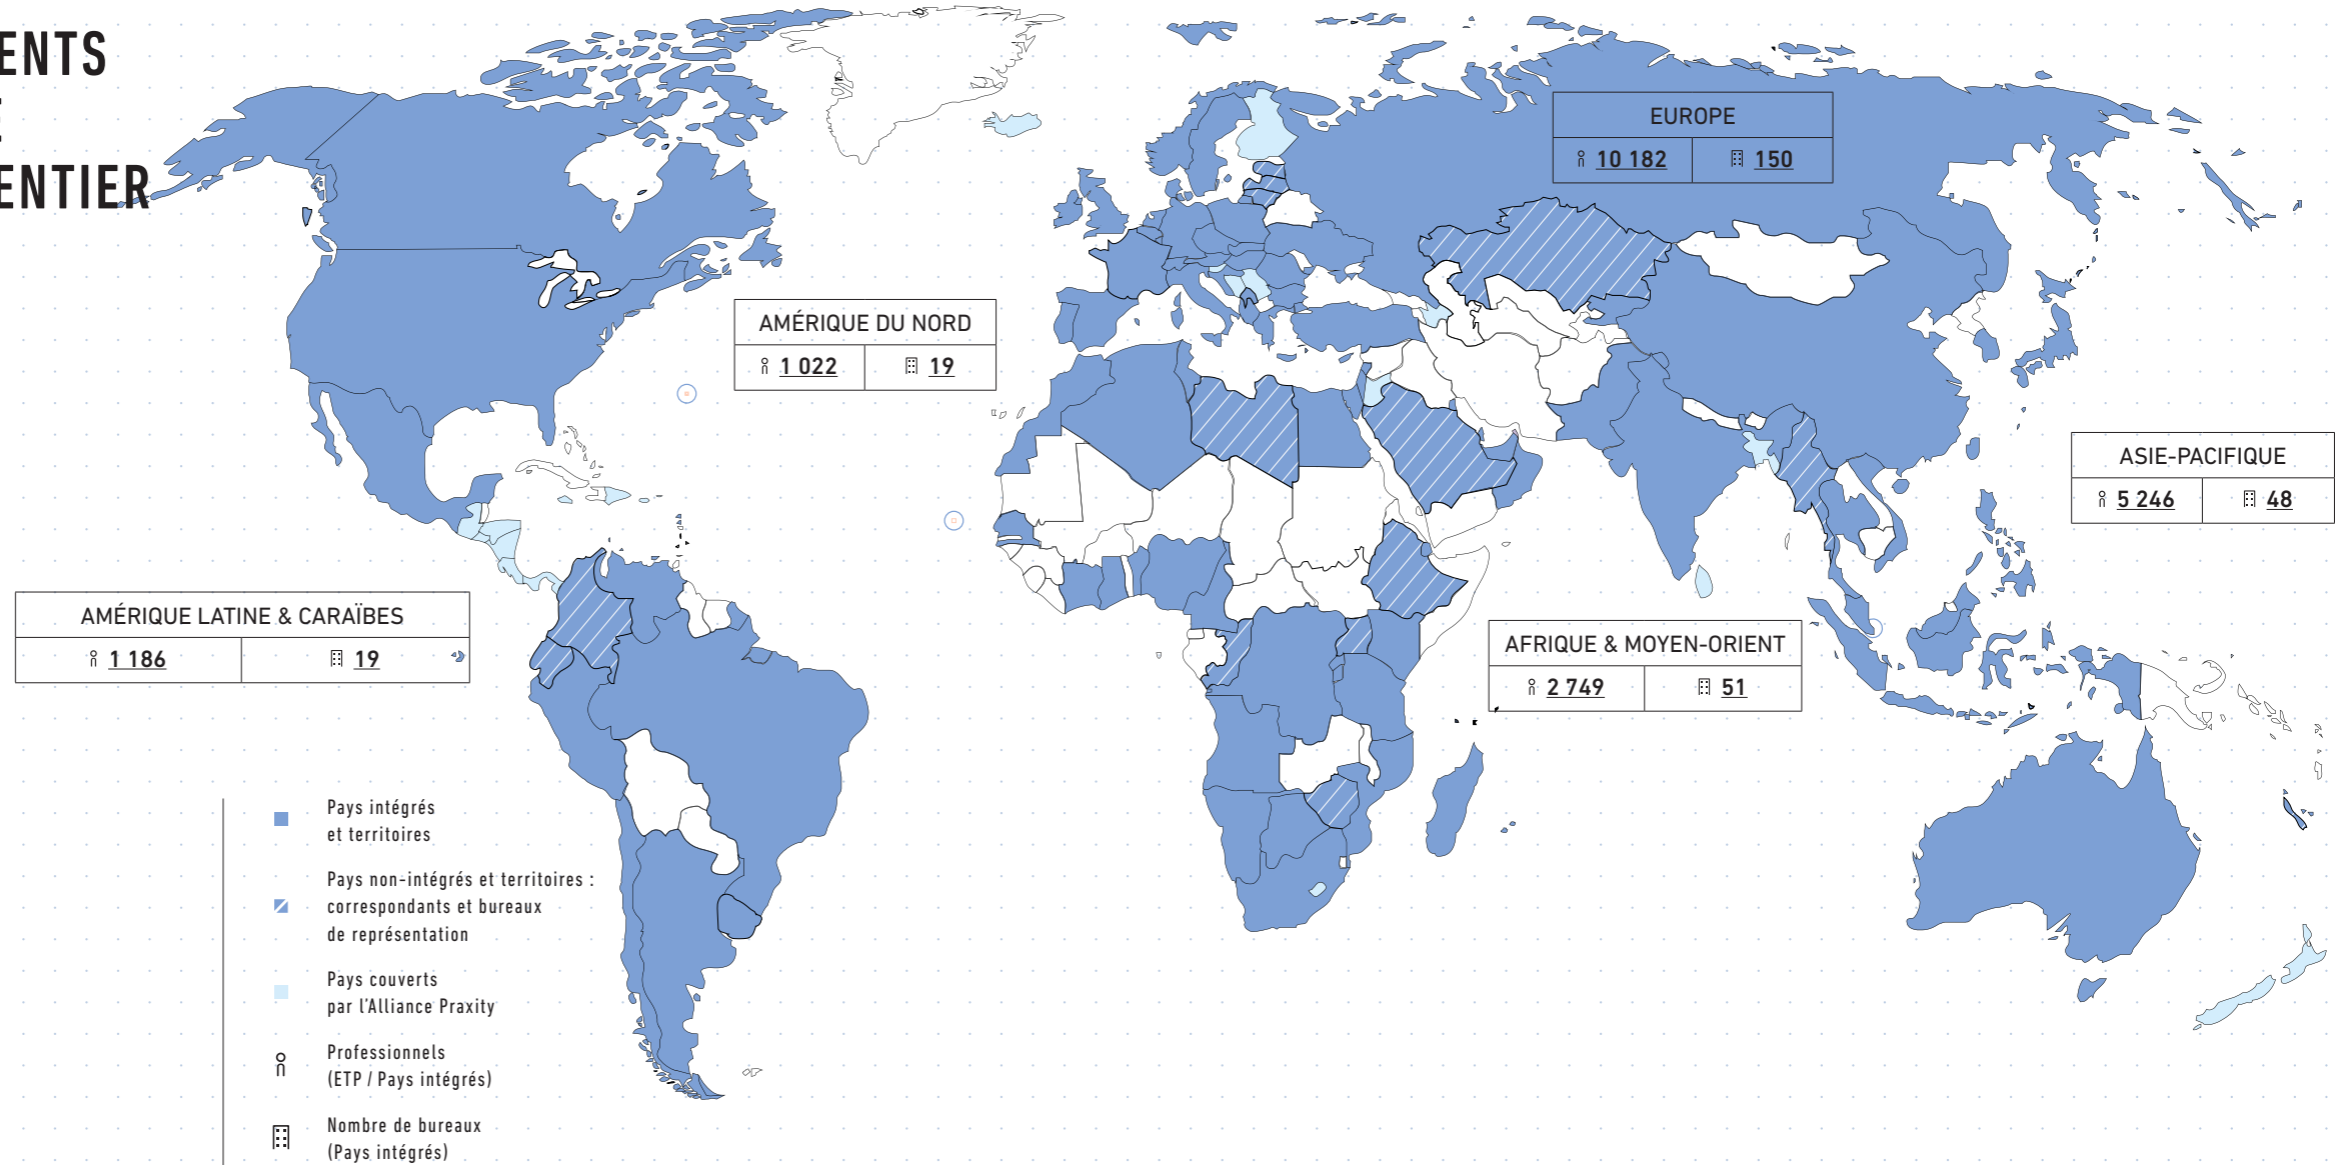 ENTS
E
ENTIER
EUROPE
10 182 150
AMÉRIQUE DU NORD
1 022 19
ASIE-PACIFIQUE
5 246 48
AMÉRIQUE LATINE & CARAÏBES
1 186 19
AFRIQUE & MOYEN-ORIENT
2 749 51
Pays intégrés
et territoires
Pays non-intégrés et territoires :
correspondants et bureaux
de représentation
Pays couverts
par l'Alliance Praxity
Professionnels
(ETP / Pays intégrés)
Nombre de bureaux
(Pays intégrés)